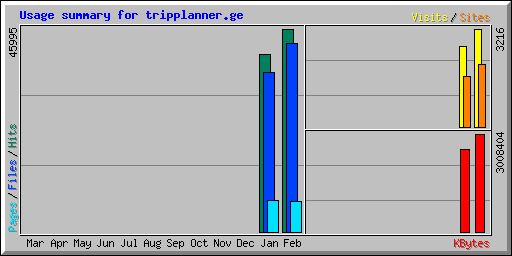 Usage summary for tripplanner.ge
Visits / Sites
45995
3216
Pages / Files / Hits
3008404
Mar Apr May Jun Jul Aug Sep Oct Nov Dec Jan Feb
KBytes